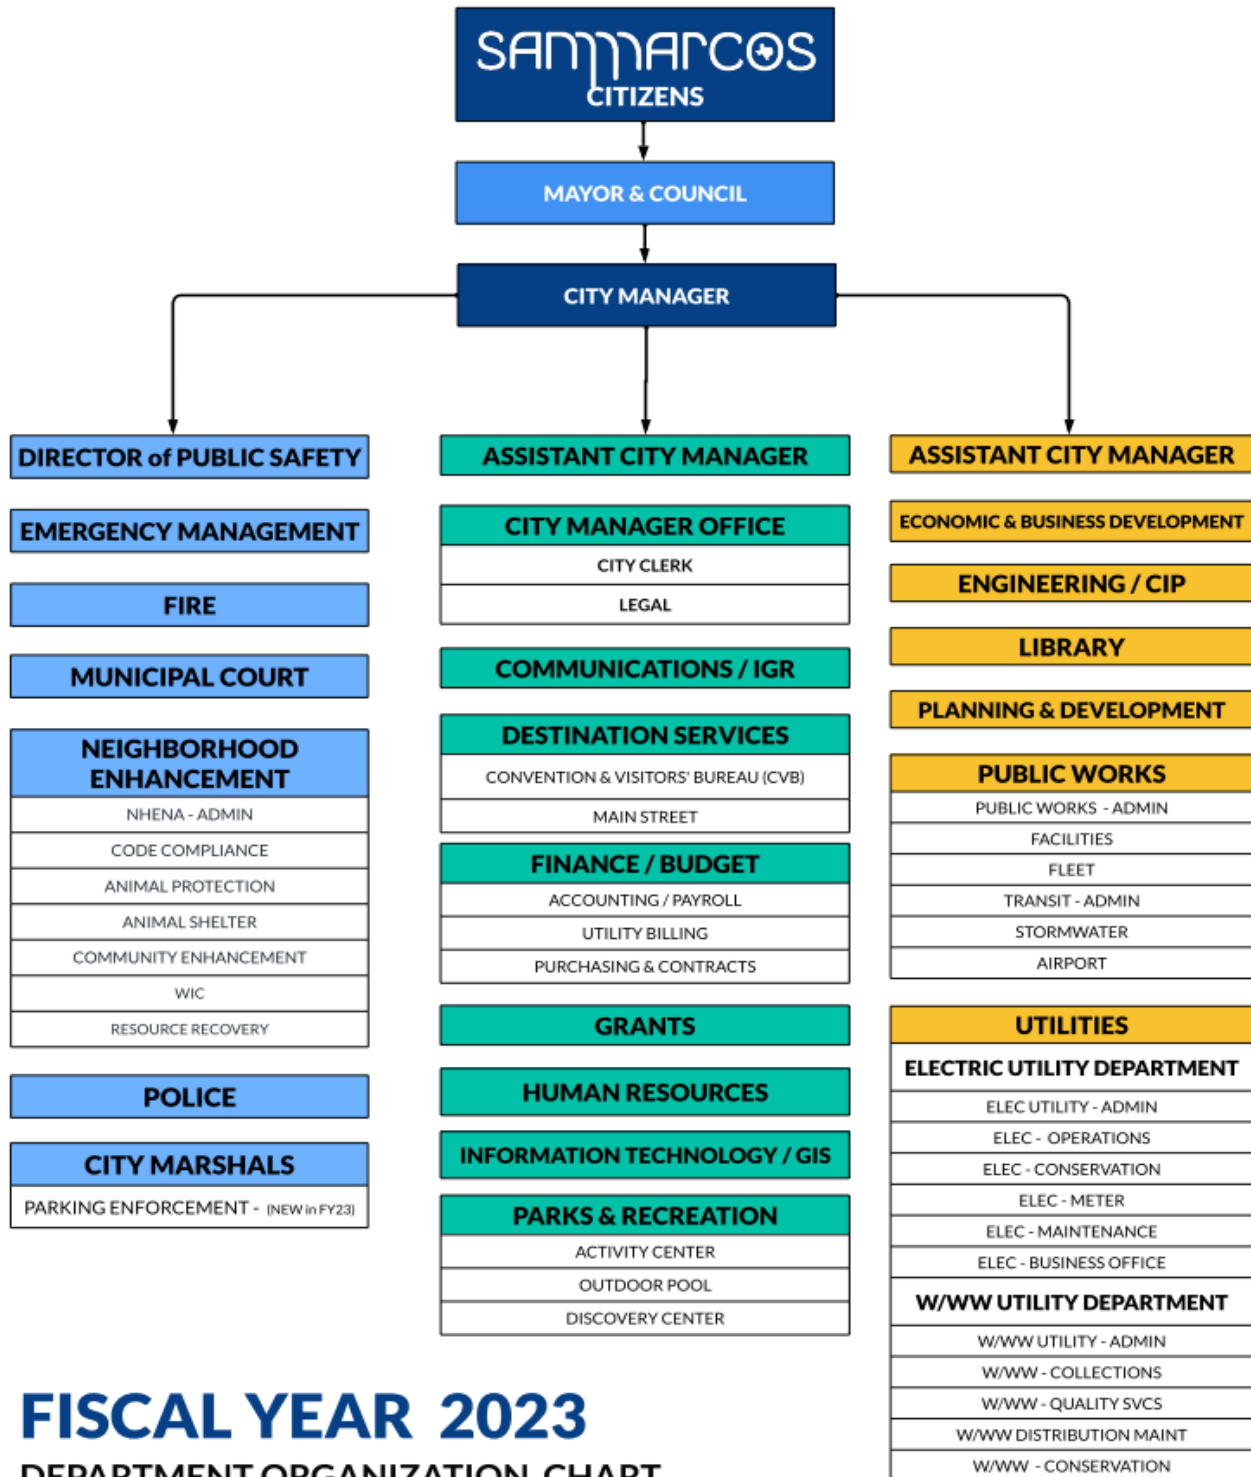 SANMARCOS
CITIZENS
MAYOR & COUNCIL
CITY MANAGER
DIRECTOR of PUBLIC SAFETY
EMERGENCY MANAGEMENT
FIRE
MUNICIPAL COURT
NEIGHBORHOOD
ENHANCEMENT
NHENA - ADMIN
CODE COMPLIANCE
ANIMAL PROTECTION
ANIMAL SHELTER
COMMUNITY ENHANCEMENT
WIC
RESOURCE RECOVERY
POLICE
CITY MARSHALS
PARKING ENFORCEMENT - (NEW in FY23)
ASSISTANT CITY MANAGER
CITY MANAGER OFFICE
CITY CLERK
LEGAL
COMMUNICATIONS / IGR
DESTINATION SERVICES
CONVENTION & VISITORS' BUREAU (CVB)
MAIN STREET
FINANCE / BUDGET
ACCOUNTING / PAYROLL
UTILITY BILLING
PURCHASING & CONTRACTS
GRANTS
HUMAN RESOURCES
INFORMATION TECHNOLOGY / GIS
PARKS & RECREATION
ACTIVITY CENTER
OUTDOOR POOL
DISCOVERY CENTER
ASSISTANT CITY MANAGER
ECONOMIC & BUSINESS DEVELOPMENT
ENGINEERING / CIP
LIBRARY
PLANNING & DEVELOPMENT
PUBLIC WORKS
PUBLIC WORKS - ADMIN
FACILITIES
FLEET
TRANSIT - ADMIN
STORMWATER
AIRPORT
UTILITIES
ELECTRIC UTILITY DEPARTMENT
ELEC UTILITY - ADMIN
ELEC - OPERATIONS
ELEC - CONSERVATION
ELEC - METER
ELEC - MAINTENANCE
ELEC - BUSINESS OFFICE
W/WW UTILITY DEPARTMENT
W/WW UTILITY - ADMIN
W/WW - COLLECTIONS
W/WW - QUALITY SVCS
W/WW DISTRIBUTION MAINT
W/WW - CONSERVATION
FISCAL YEAR 2023
DEPARTMENT ORGANIZATION CHART